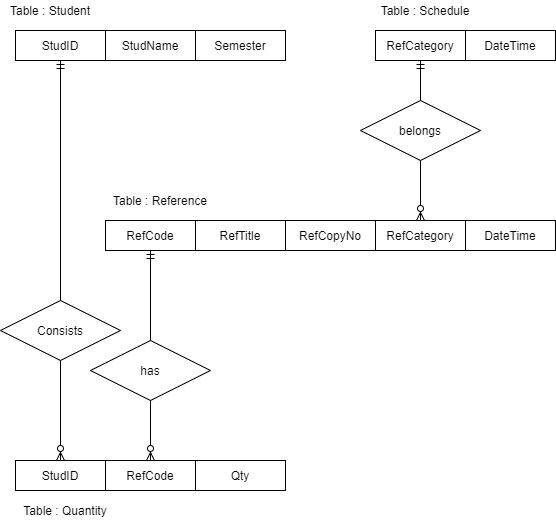 Table : Student
Table : Schedule
StudID StudName Semester
RefCategory DateTime
belongs
Table : Reference
RefCode RefTitle RefCopyNo RefCategory DateTime
Consists
has
StudID RefCode Qty
Table : Quantity